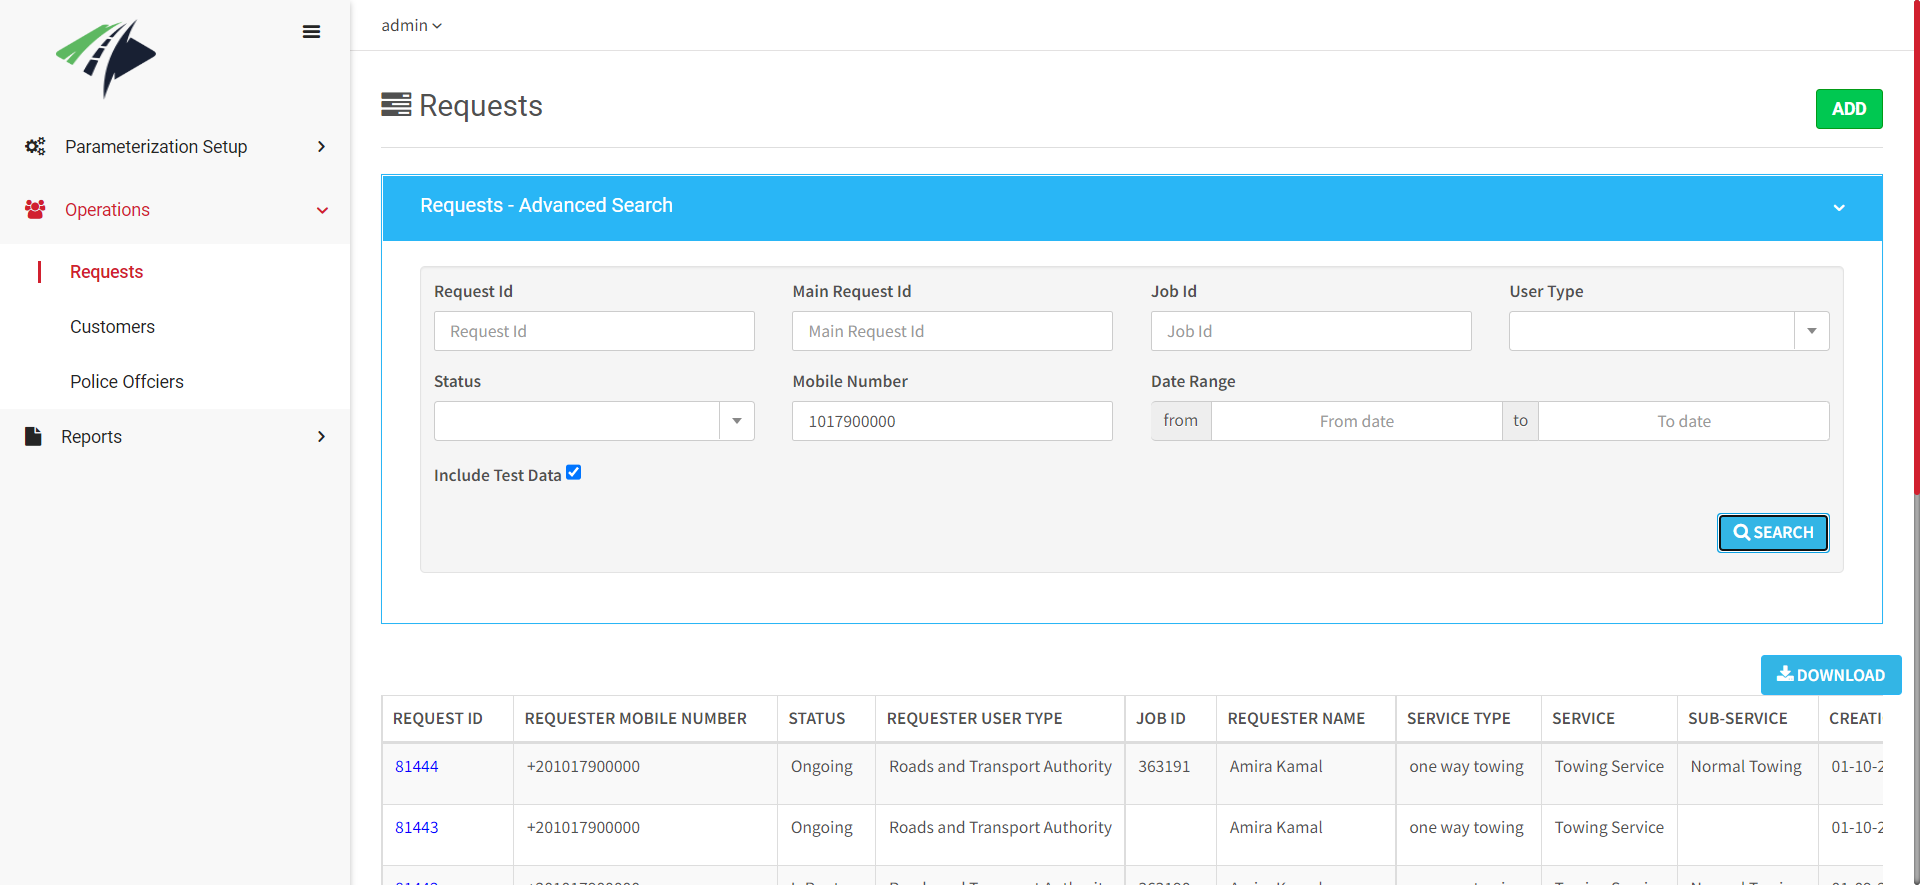 admin
Requests
ADD
Parameterization Setup
Operations
Requests
Customers
Police Offciers
Reports
Requests - Advanced Search
Request Id
Main Request Id
Job Id
User Type
Request Id
Main Request Id
Job Id
Status
Mobile Number
Date Range
1017900000
from
From date
to
To date
Include Test Data
SEARCH
DOWNLOAD
REQUEST ID REQUESTER MOBILE NUMBER STATUS REQUESTER USER TYPE JOB ID REQUESTER NAME SERVICE TYPE SERVICE SUB-SERVICE CREATI
81444 +201017900000 Ongoing Roads and Transport Authority 363191 Amira Kamal one way towing Towing Service Normal Towing 01-10-2
81443 +201017900000 Ongoing Roads and Transport Authority Amira Kamal one way towing Towing Service 01-10-2